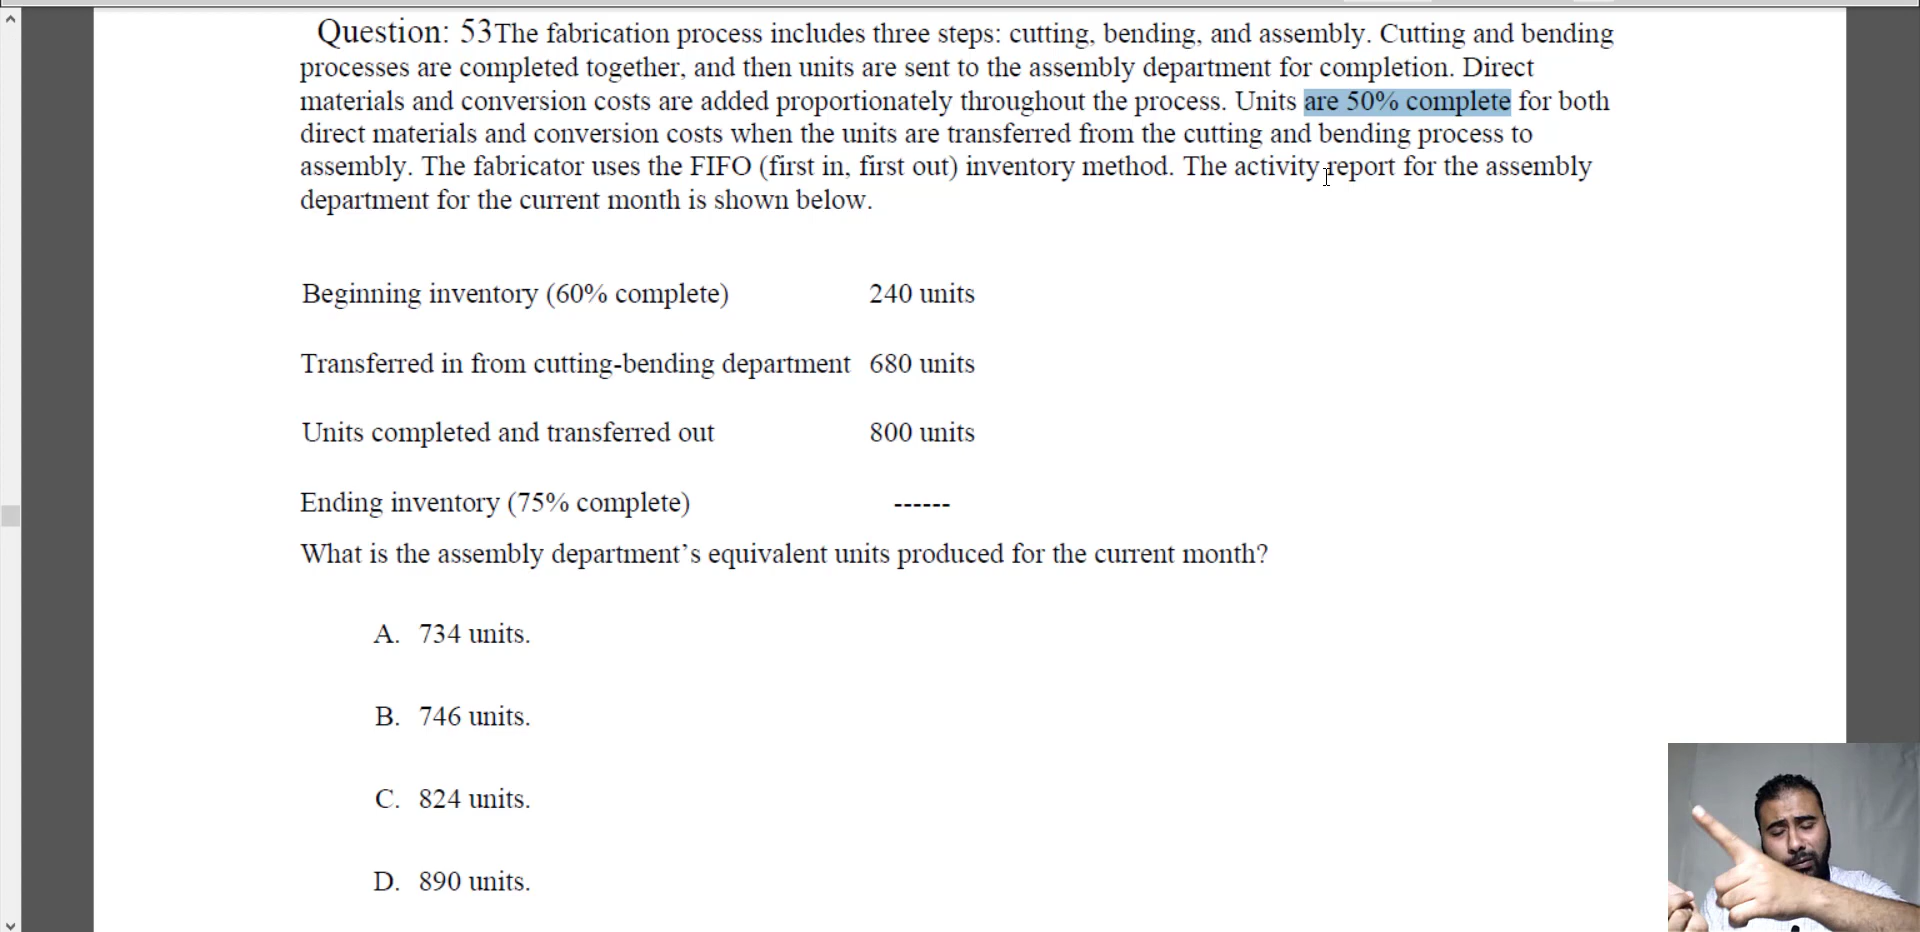 Question: 53The fabrication process includes three steps: cutting, bending, and assembly. Cutting and bending
processes are completed together, and then units are sent to the assembly department for completion. Direct
materials and conversion costs are added proportionately throughout the process. Units are 50% complete for both
direct materials and conversion costs when the units are transferred from the cutting and bending process to
assembly. The fabricator uses the FIFO (first in, first out) inventory method. The activity report for the assembly
department for the current month is shown below.
Beginning inventory (60% complete) 240 units
Transferred in from cutting-bending department 680 units
Units completed and transferred out 800 units
Ending inventory (75% complete) ------
What is the assembly department’s equivalent units produced for the current month?
A. 734 units.
B. 746 units.
C. 824 units.
D. 890 units.